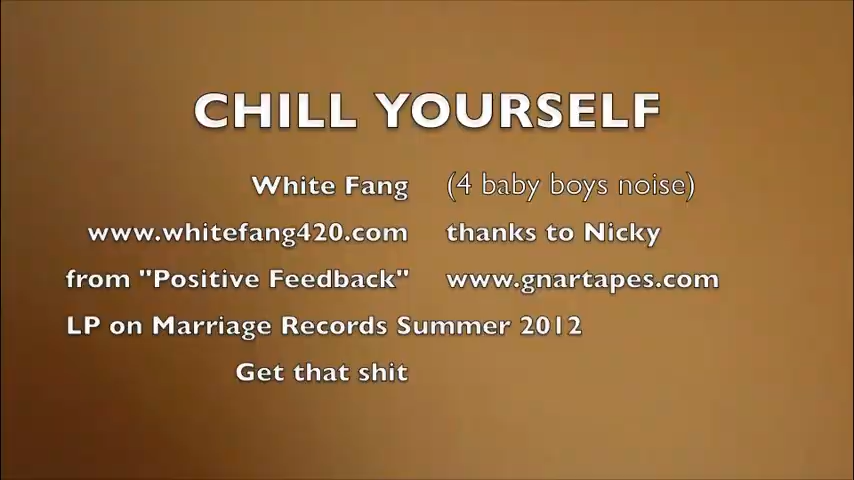 CHILL YOURSELF
White Fang (4 baby boys noise)
www.whitefang420.com thanks to Nicky
from "Positive Feedback" www.gnartapes.com
LP on Marriage Records Summer 2012
Get that shit